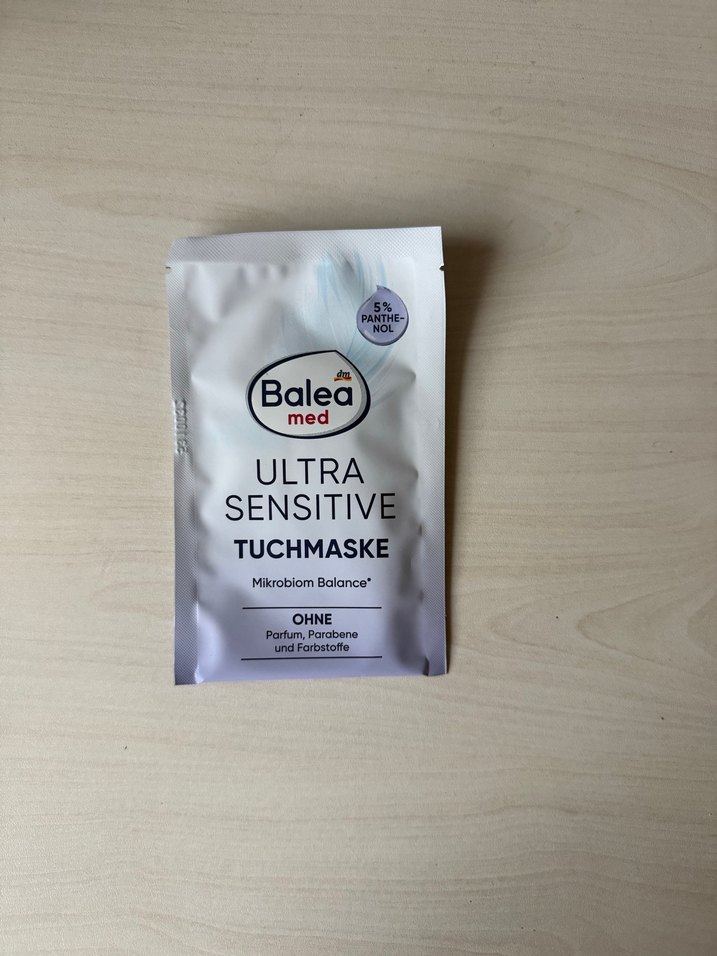 5%
PANTHE-
NOL
dm
Balea
med
ULTRA
SENSITIVE
TUCHMASKE
Mikrobiom Balance*
OHNE
Parfum, Parabene
und Farbstoffe